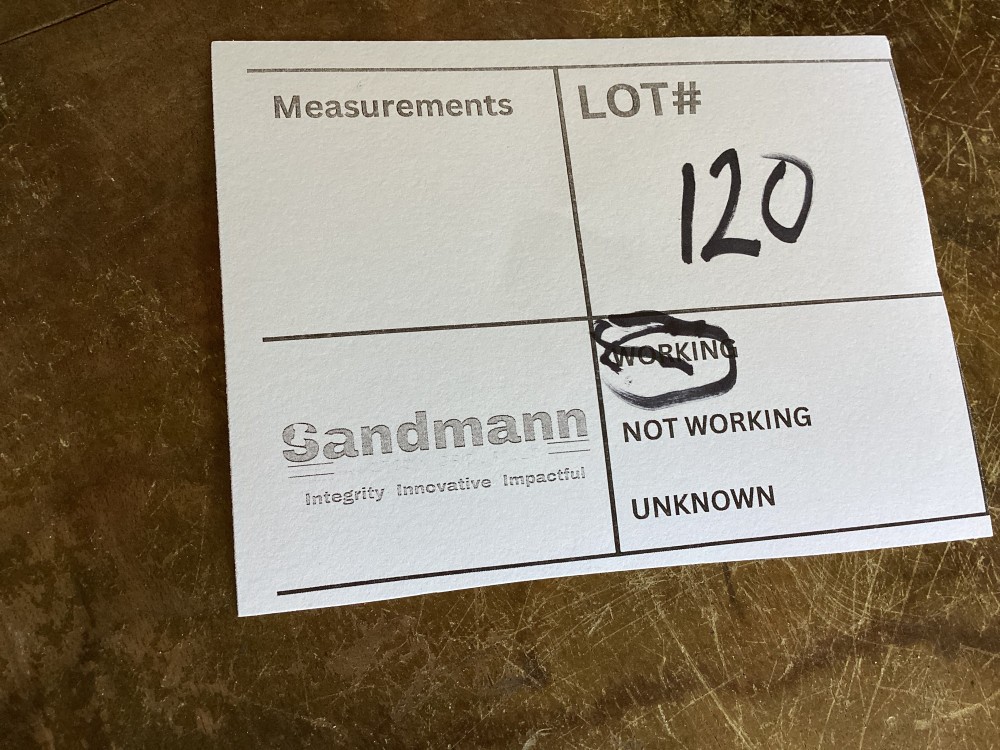 Measurements
LOT#
120
WORKING
NOT WORKING
UNKNOWN
Sandmann
Integrity Innovative Impactful